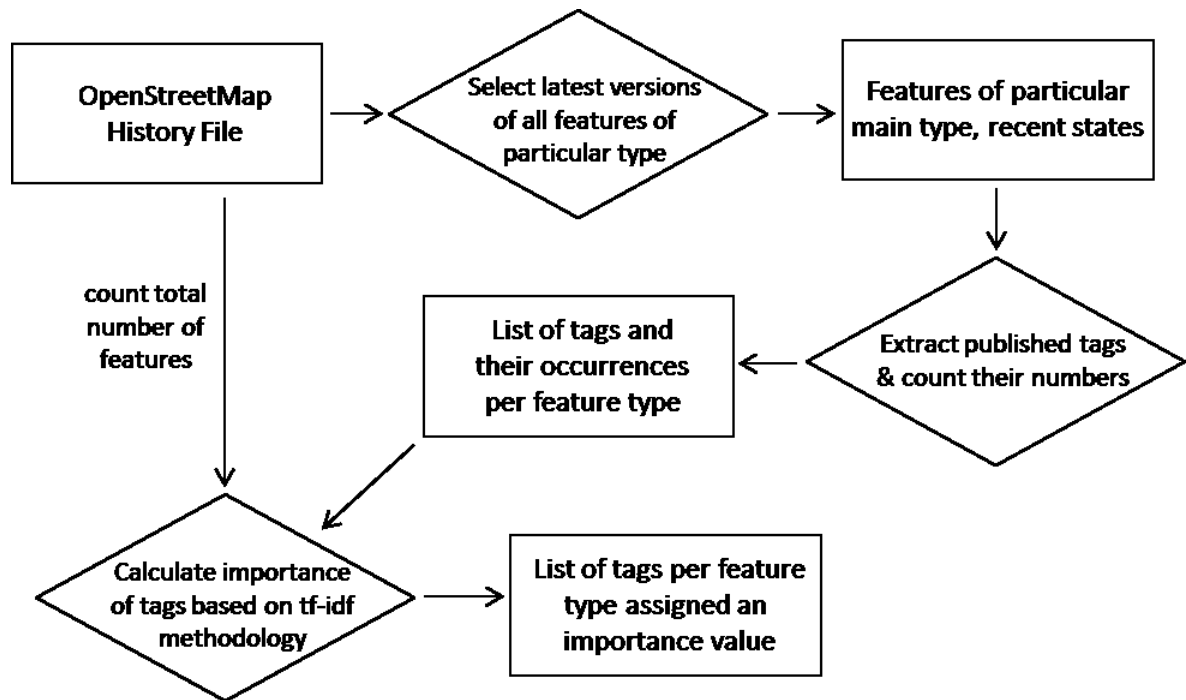 OpenStreetMap
History File
Select latest versions
of all features of
particular type
Features of particular
main type, recent states
count total
number of
features
List of tags and
their occurrences
per feature type
Extract published tags
& count their numbers
Calculate importance
of tags based on tf-idf
methodology
List of tags per feature
type assigned an
importance value